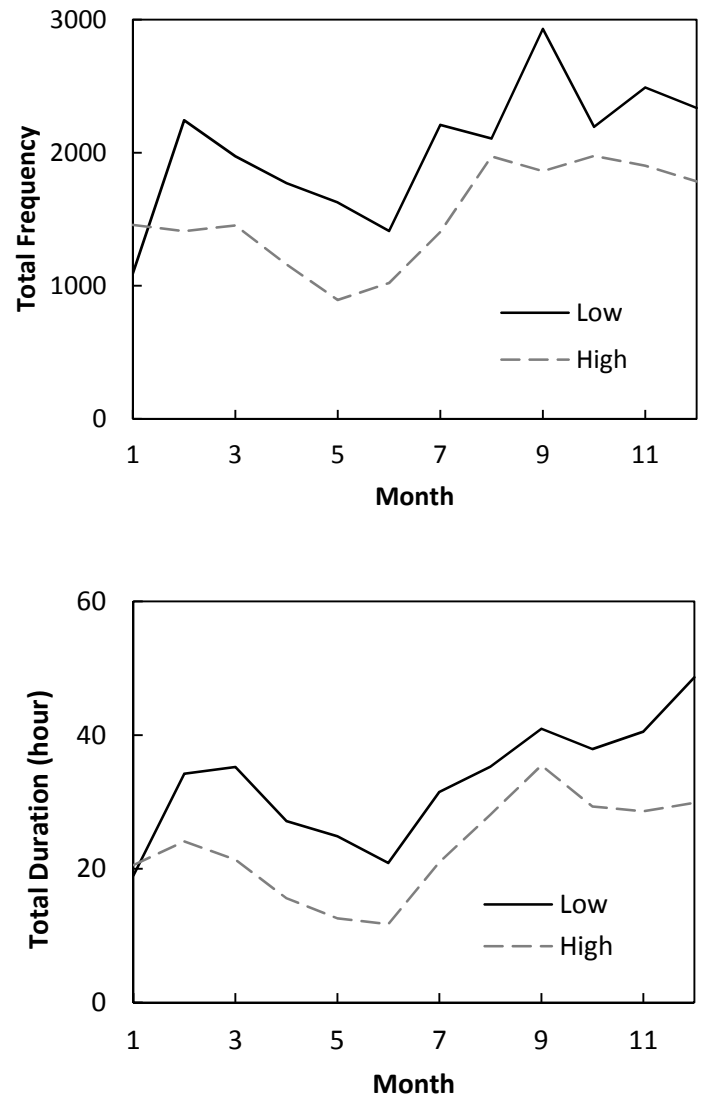 Total Frequency
3000
2000
1000
0
Low
High
1 3 5 7 9 11
Month
Total Duration (hour)
60
40
20
0
Low
High
1 3 5 7 9 11
Month